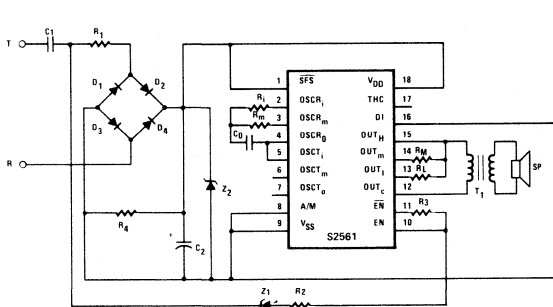 C1
T
R1
D1
D2
D3
D4
R
R4
C2
+
Z2
Z1
R2
Ri
Rm
C0
1 SFS VDD 18
2 OSCRi THC 17
3 OSCRm DI 16
4 OSCR0 OUTH 15
5 OSCTi OUTm 14
6 OSCTm OUTi 13
7 OSCTo OUTc 12
8 A/M EN 11
9 VSS EN 10
S2561
RM
RL
R3
T1
SP